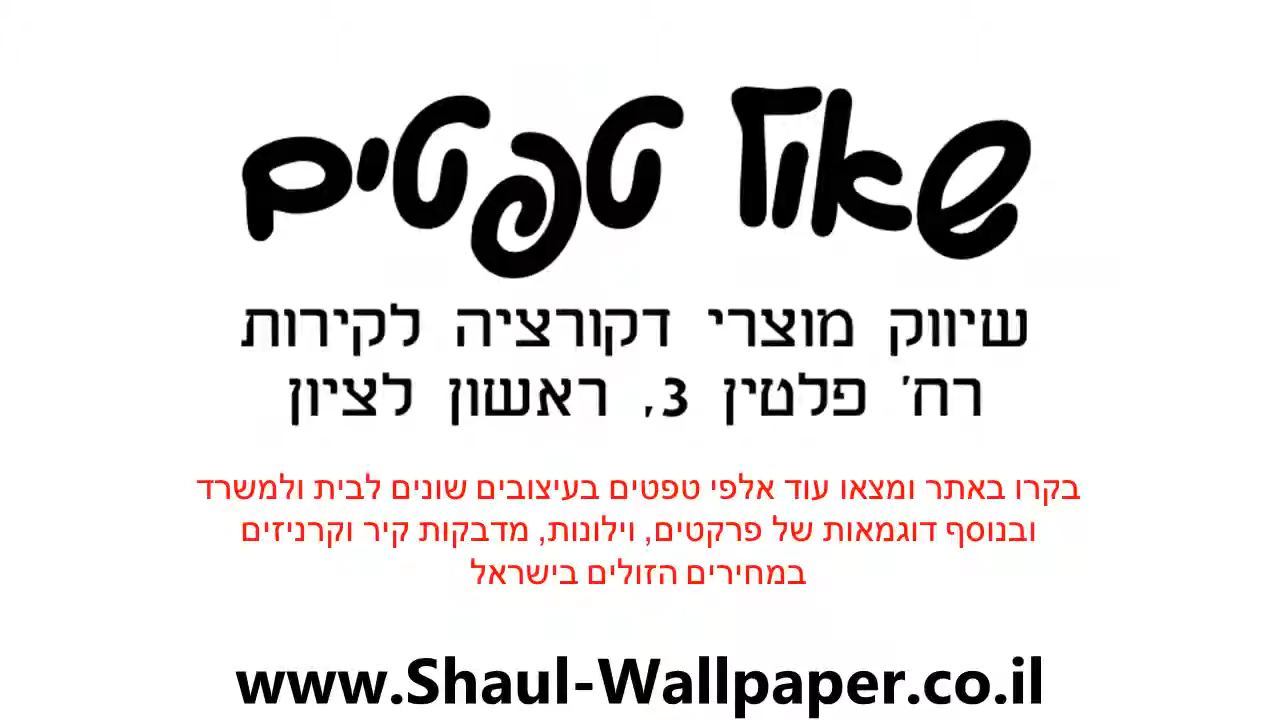 שאול טפטים
שיווק מוצרי דקורציה לקירות
רח' פלטין 3, ראשון לציון
בקרו באתר ומצאו עוד אלפי טפטים בעיצובים שונים לבית ולמשרד
ובנוסף דוגמאות של פרקטים, וילונות, מדבקות קיר וקרניזים
במחירים הזולים בישראל
www.Shaul-Wallpaper.co.il